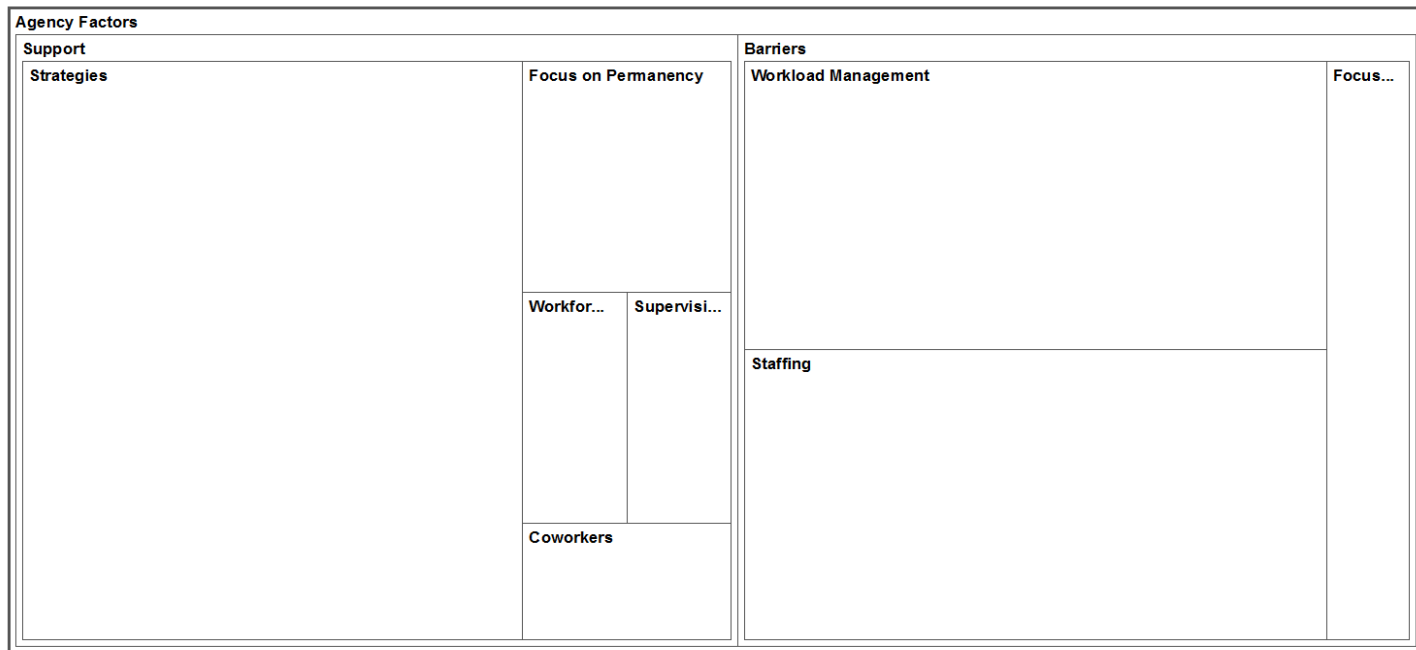 Agency Factors
Support
Strategies
Focus on Permanency
Workfor...
Supervisi...
Coworkers
Barriers
Workload Management
Focus...
Staffing